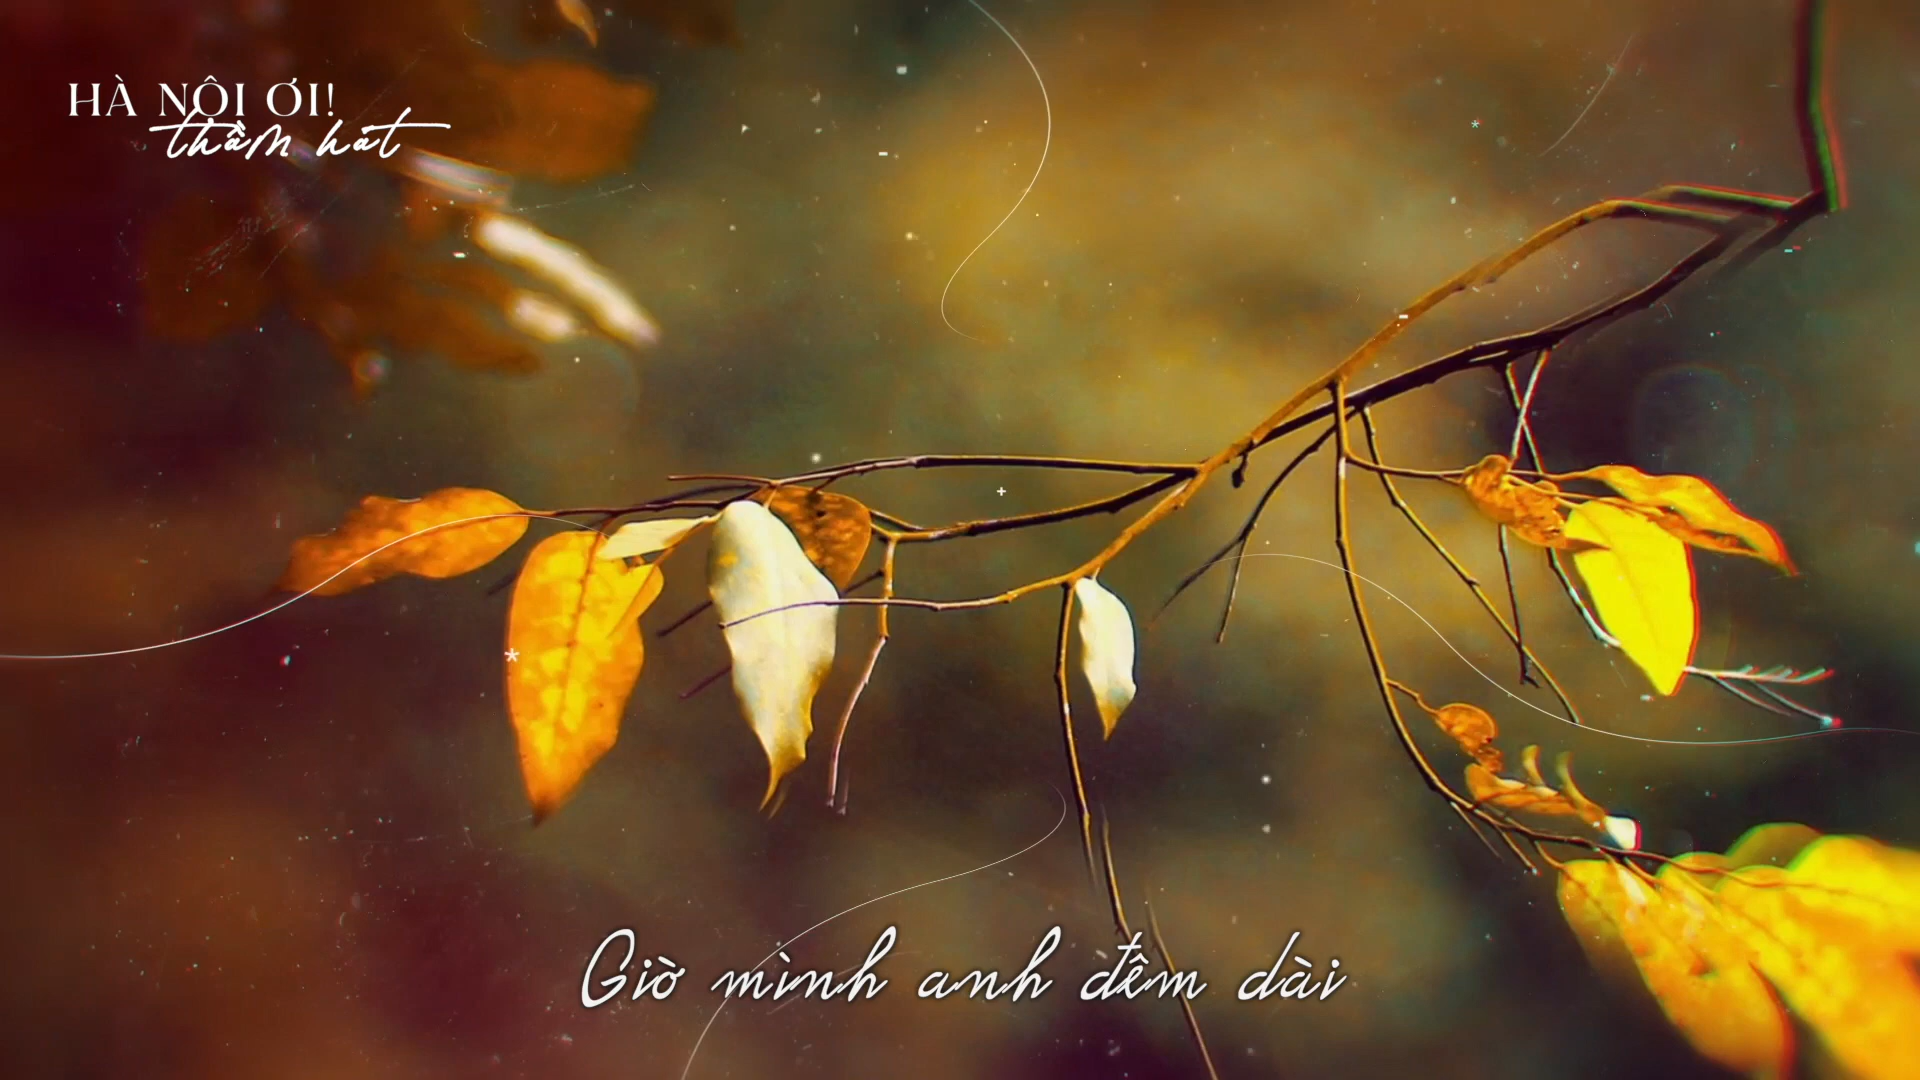 HÀ NỘI ƠI!
thầm hát
Giờ mình anh đêm dài